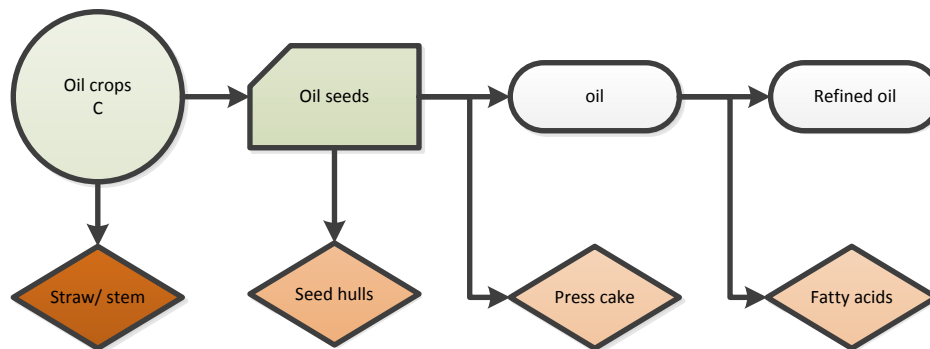 Oil crops
C
Oil seeds
oil
Refined oil
Straw/ stem
Seed hulls
Press cake
Fatty acids